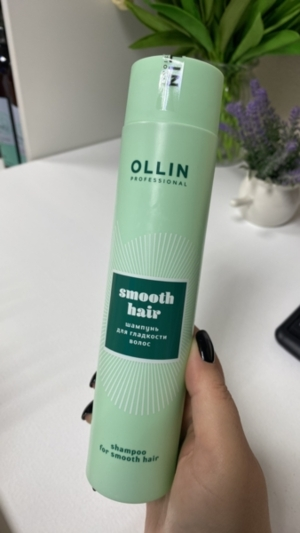 OLLIN
PROFESSIONAL
smooth
hair
шампунь
для гладкости
волос
shampoo
for smooth hair